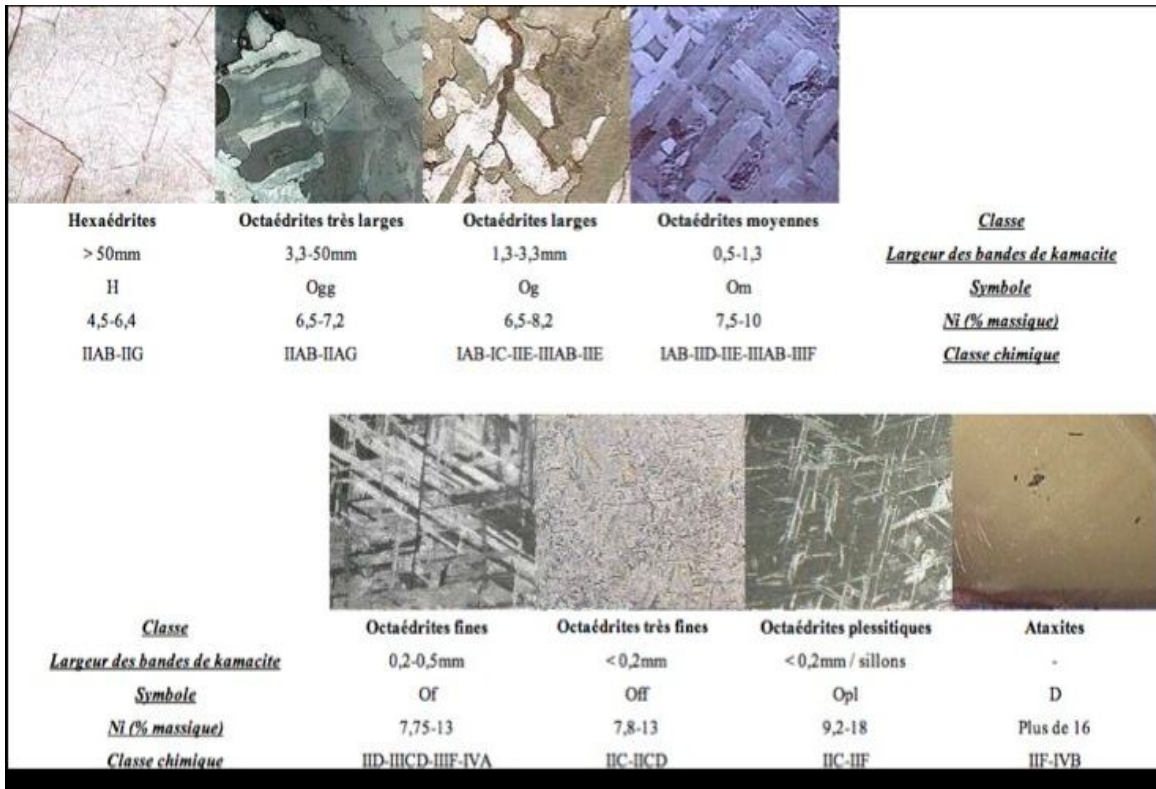 Hexaédrites Octaédrites très larges Octaédrites larges Octaédrites moyennes Classe
> 50mm 3,3-50mm 1,3-3,3mm 0,5-1,3 Largeur des bandes de kamacite
H Ogg Og Om Symbole
4,5-6,4 6,5-7,2 6,5-8,2 7,5-10 Ni (% massique)
IIAB-IIG IIAB-IIAG IAB-IC-IIE-IIIAB-IIE IAB-IID-IIE-IIIAB-IIIF Classe chimique
Classe Octaédrites fines Octaédrites très fines Octaédrites plessitiques Ataxites
Largeur des bandes de kamacite 0,2-0,5mm < 0,2mm < 0,2mm / sillons -
Symbole Of Off Opl D
Ni (% massique) 7,75-13 7,8-13 9,2-18 Plus de 16
Classe chimique IID-IIICD-IIIF-IVA IIC-IICD IIC-IIF IIF-IVB